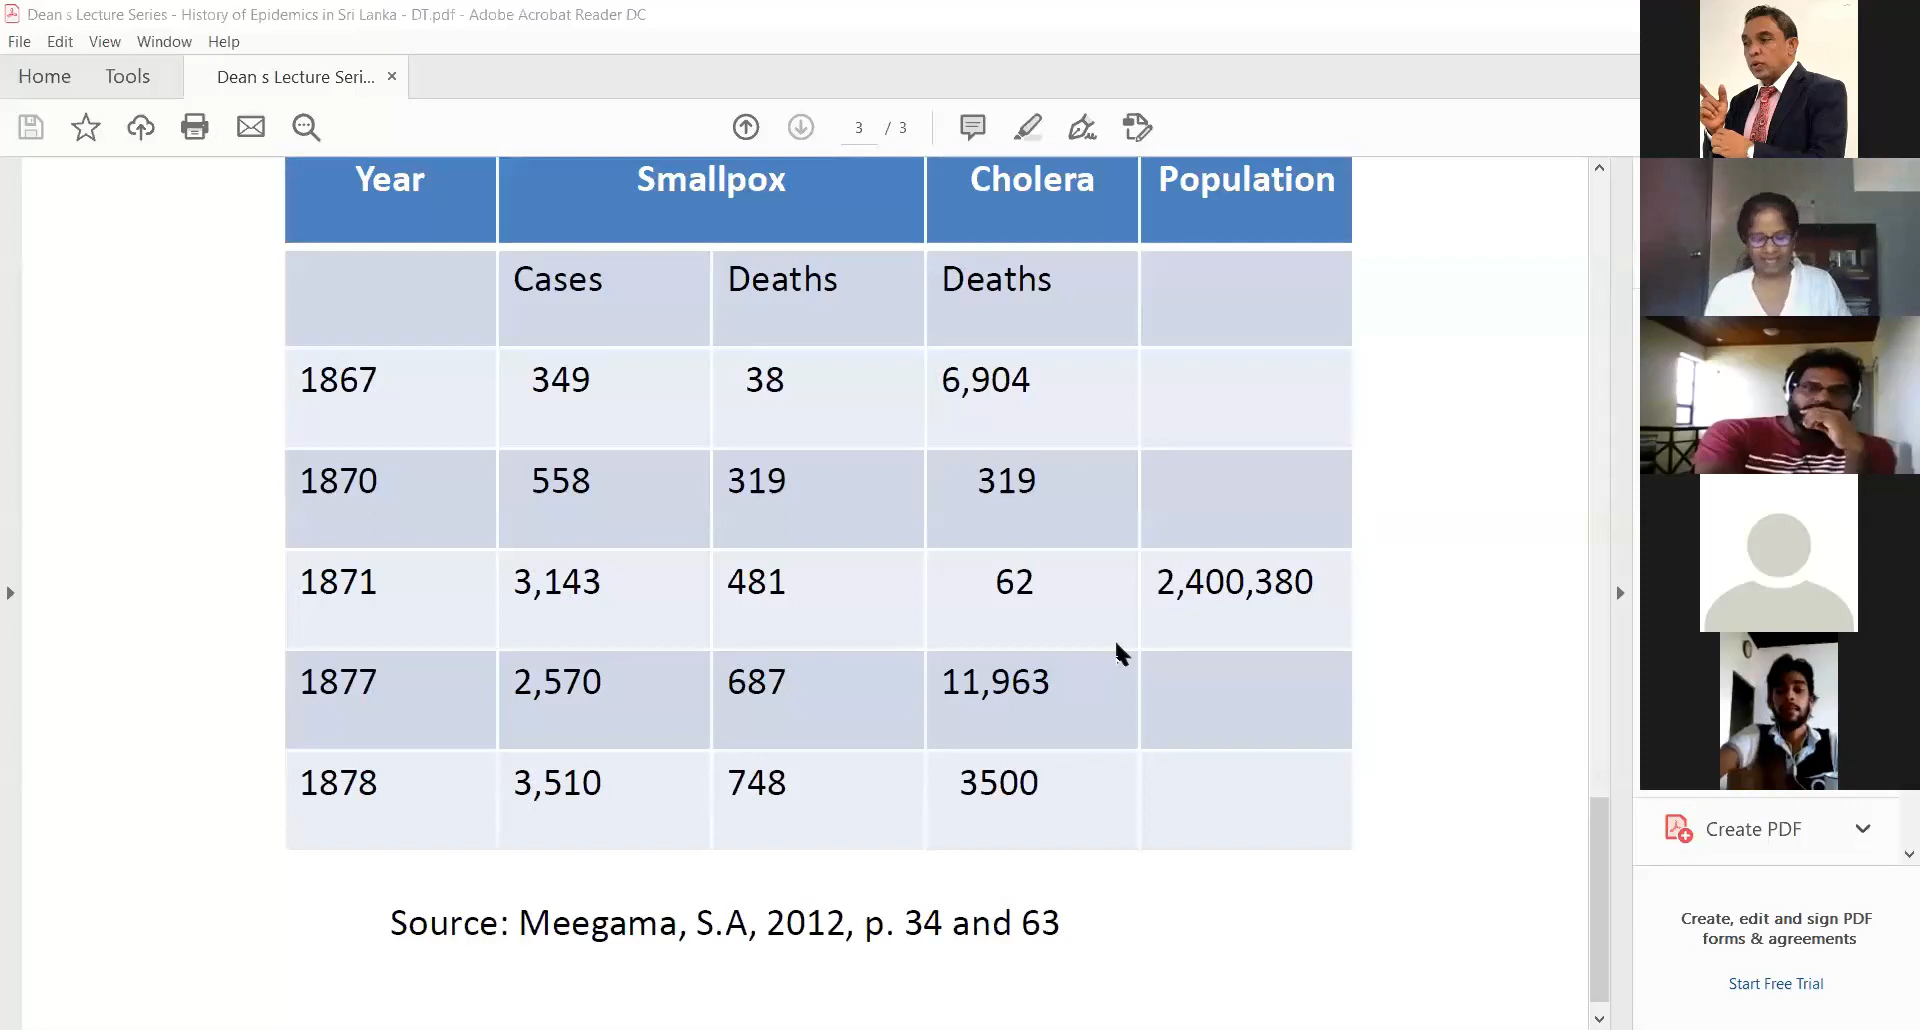 Dean s Lecture Series - History of Epidemics in Sri Lanka - DT.pdf - Adobe Acrobat Reader DC
File Edit View Window Help
Home Tools Dean s Lecture Seri... ×
3 / 3
Year Smallpox Cholera Population
Cases Deaths Deaths
1867 349 38 6,904
1870 558 319 319
1871 3,143 481 62 2,400,380
1877 2,570 687 11,963
1878 3,510 748 3500
Source: Meegama, S.A, 2012, p. 34 and 63
Create PDF
Create, edit and sign PDF
forms & agreements
Start Free Trial